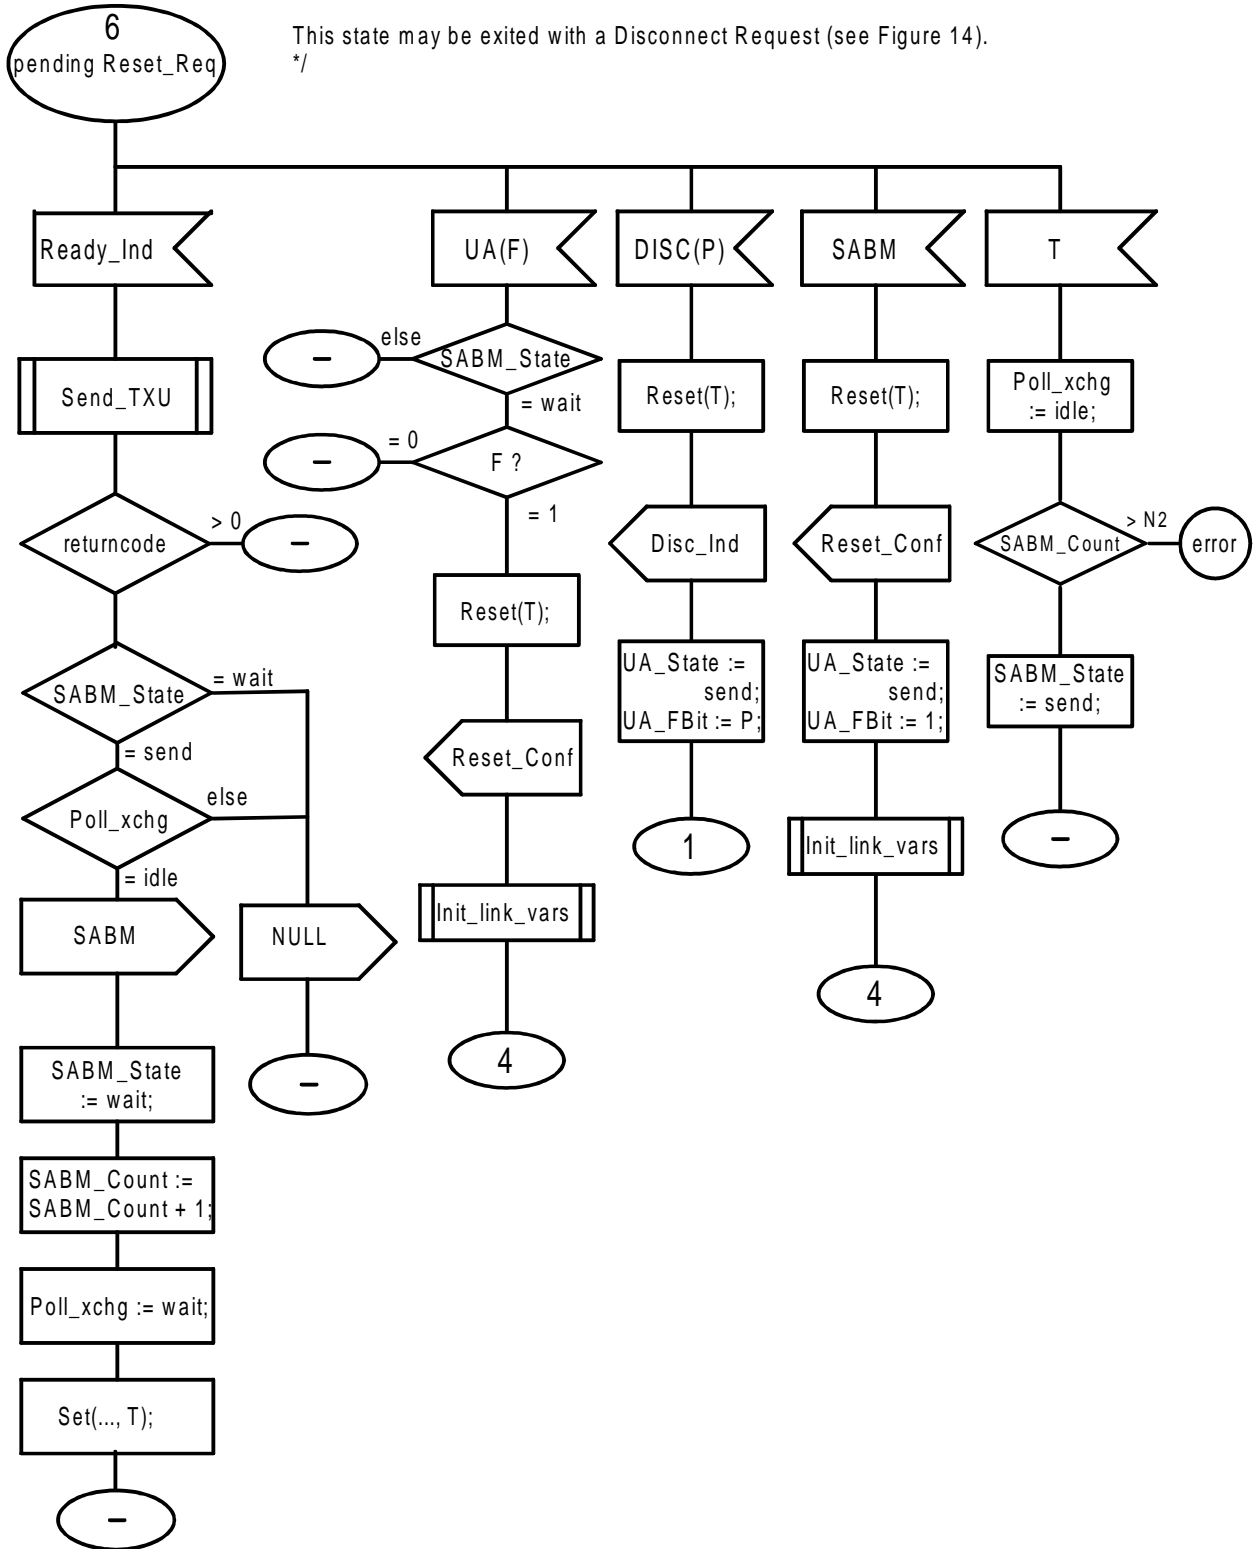 6
pending Reset_Req
This state may be exited with a Disconnect Request (see Figure 14).
*/
Ready_Ind
UA(F)
DISC(P)
SABM
T
Send_TXU
else
–
SABM_State
= wait
= 0
–
F ?
= 1
Reset(T);
Reset(T);
Poll_xchg
:= idle;
returncode
> 0
–
Disc_Ind
Reset_Conf
SABM_Count
> N2
error
Reset(T);
SABM_State
= wait
= send
UA_State :=
send;
UA_FBit := P;
UA_State :=
send;
UA_FBit := 1;
SABM_State
:= send;
Reset_Conf
Poll_xchg
else
= idle
1
Init_link_vars
–
SABM
NULL
Init_link_vars
4
4
SABM_State
:= wait;
–
SABM_Count :=
SABM_Count + 1;
Poll_xchg := wait;
Set(..., T);
–